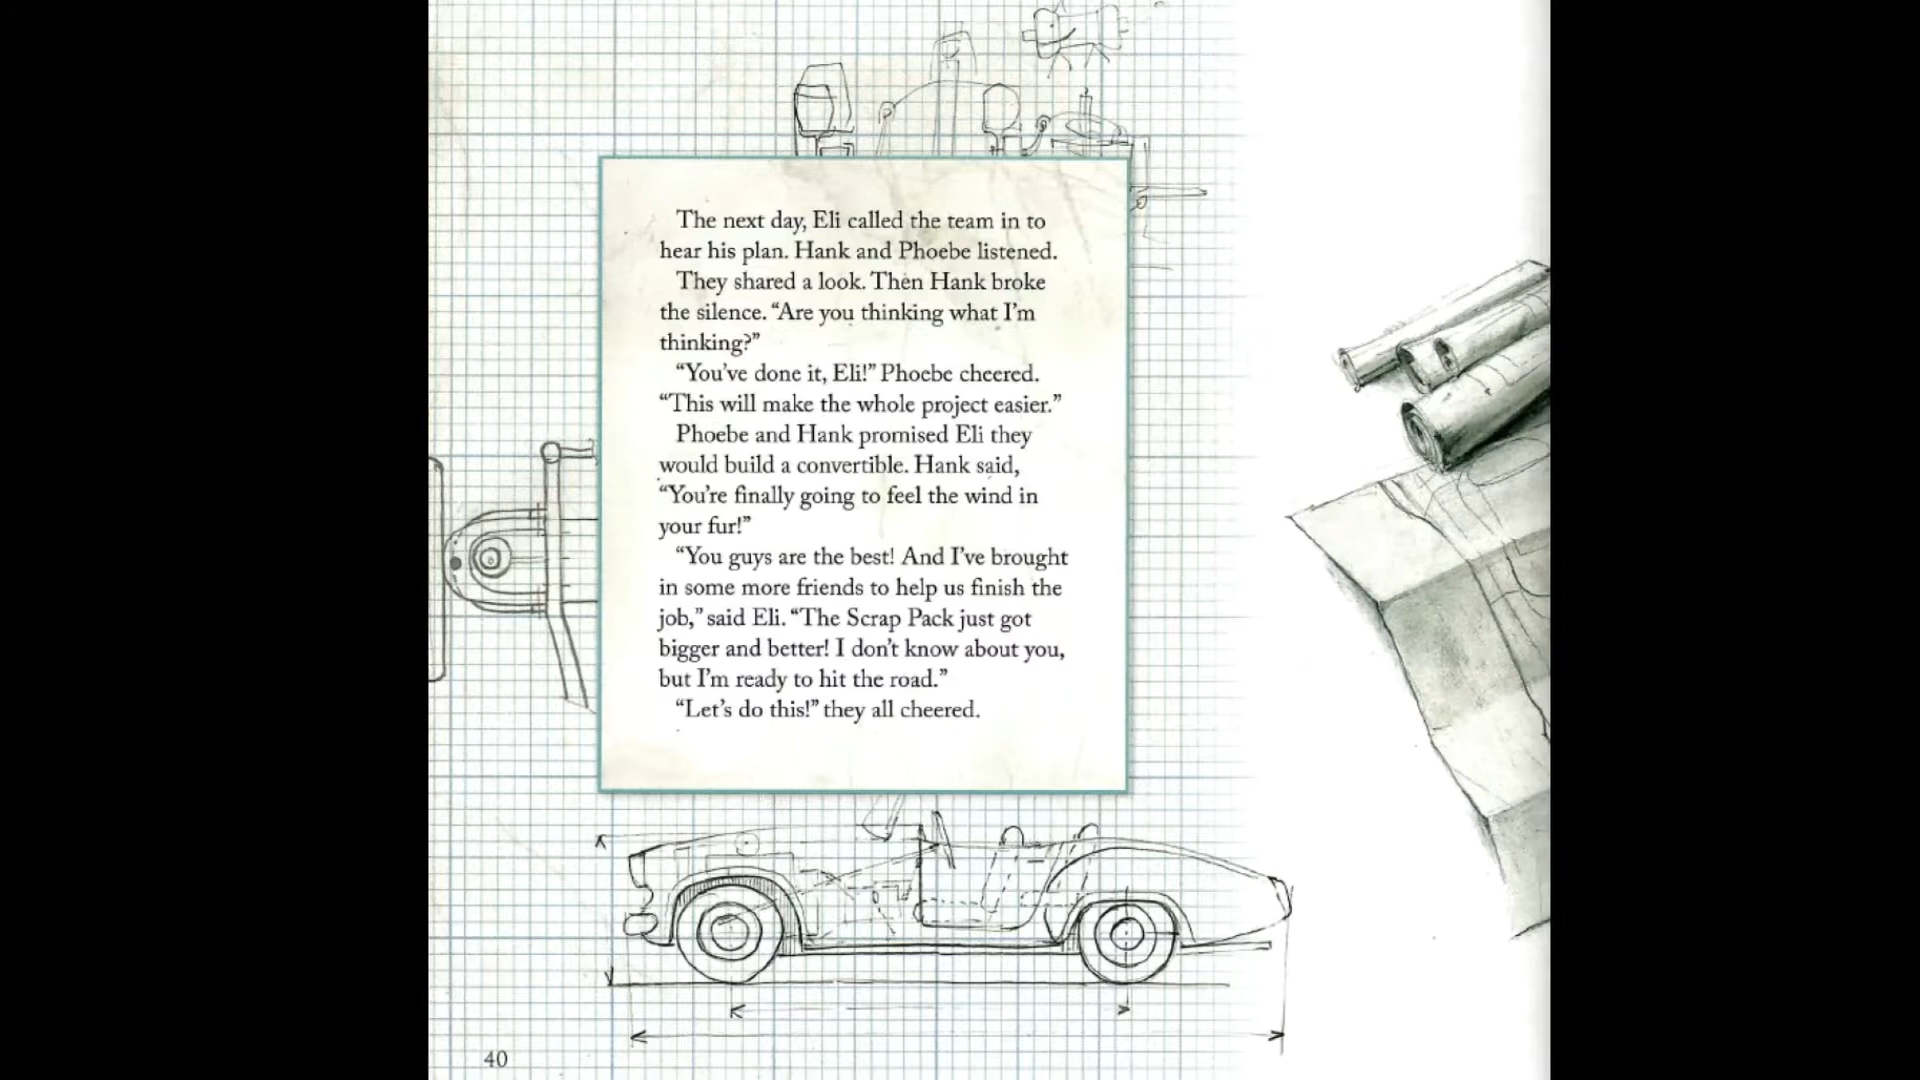 The next day, Eli called the team in to
hear his plan. Hank and Phoebe listened.
They shared a look. Then Hank broke
the silence. “Are you thinking what I’m
thinking?”
“You’ve done it, Eli!” Phoebe cheered.
“This will make the whole project easier.”
Phoebe and Hank promised Eli they
would build a convertible. Hank said,
“You’re finally going to feel the wind in
your fur!”
“You guys are the best! And I’ve brought
in some more friends to help us finish the
job,” said Eli. “The Scrap Pack just got
bigger and better! I don’t know about you,
but I’m ready to hit the road.”
“Let’s do this!” they all cheered.
40